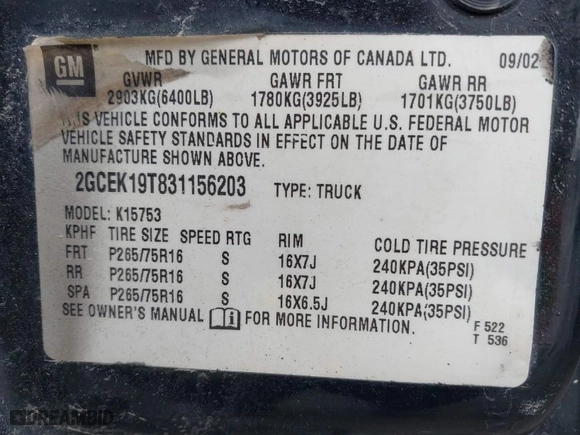 GM
MFD BY GENERAL MOTORS OF CANADA LTD. 09/02
GVWR GAWR FRT GAWR RR
2903KG(6400LB) 1780KG(3925LB) 1701KG(3750LB)
THIS VEHICLE CONFORMS TO ALL APPLICABLE U.S. FEDERAL MOTOR
VEHICLE SAFETY STANDARDS IN EFFECT ON THE DATE OF
MANUFACTURE SHOWN ABOVE.
2GCEK19T831156203 TYPE: TRUCK
MODEL: K15753
KPHF TIRE SIZE SPEED RTG RIM COLD TIRE PRESSURE
FRT P265/75R16 S 16X7J 240KPA(35PSI)
RR P265/75R16 S 16X7J 240KPA(35PSI)
SPA P265/75R16 S 16X6.5J 240KPA(35PSI)
SEE OWNER'S MANUAL FOR MORE INFORMATION.
F 522
T 536
DREAMBID